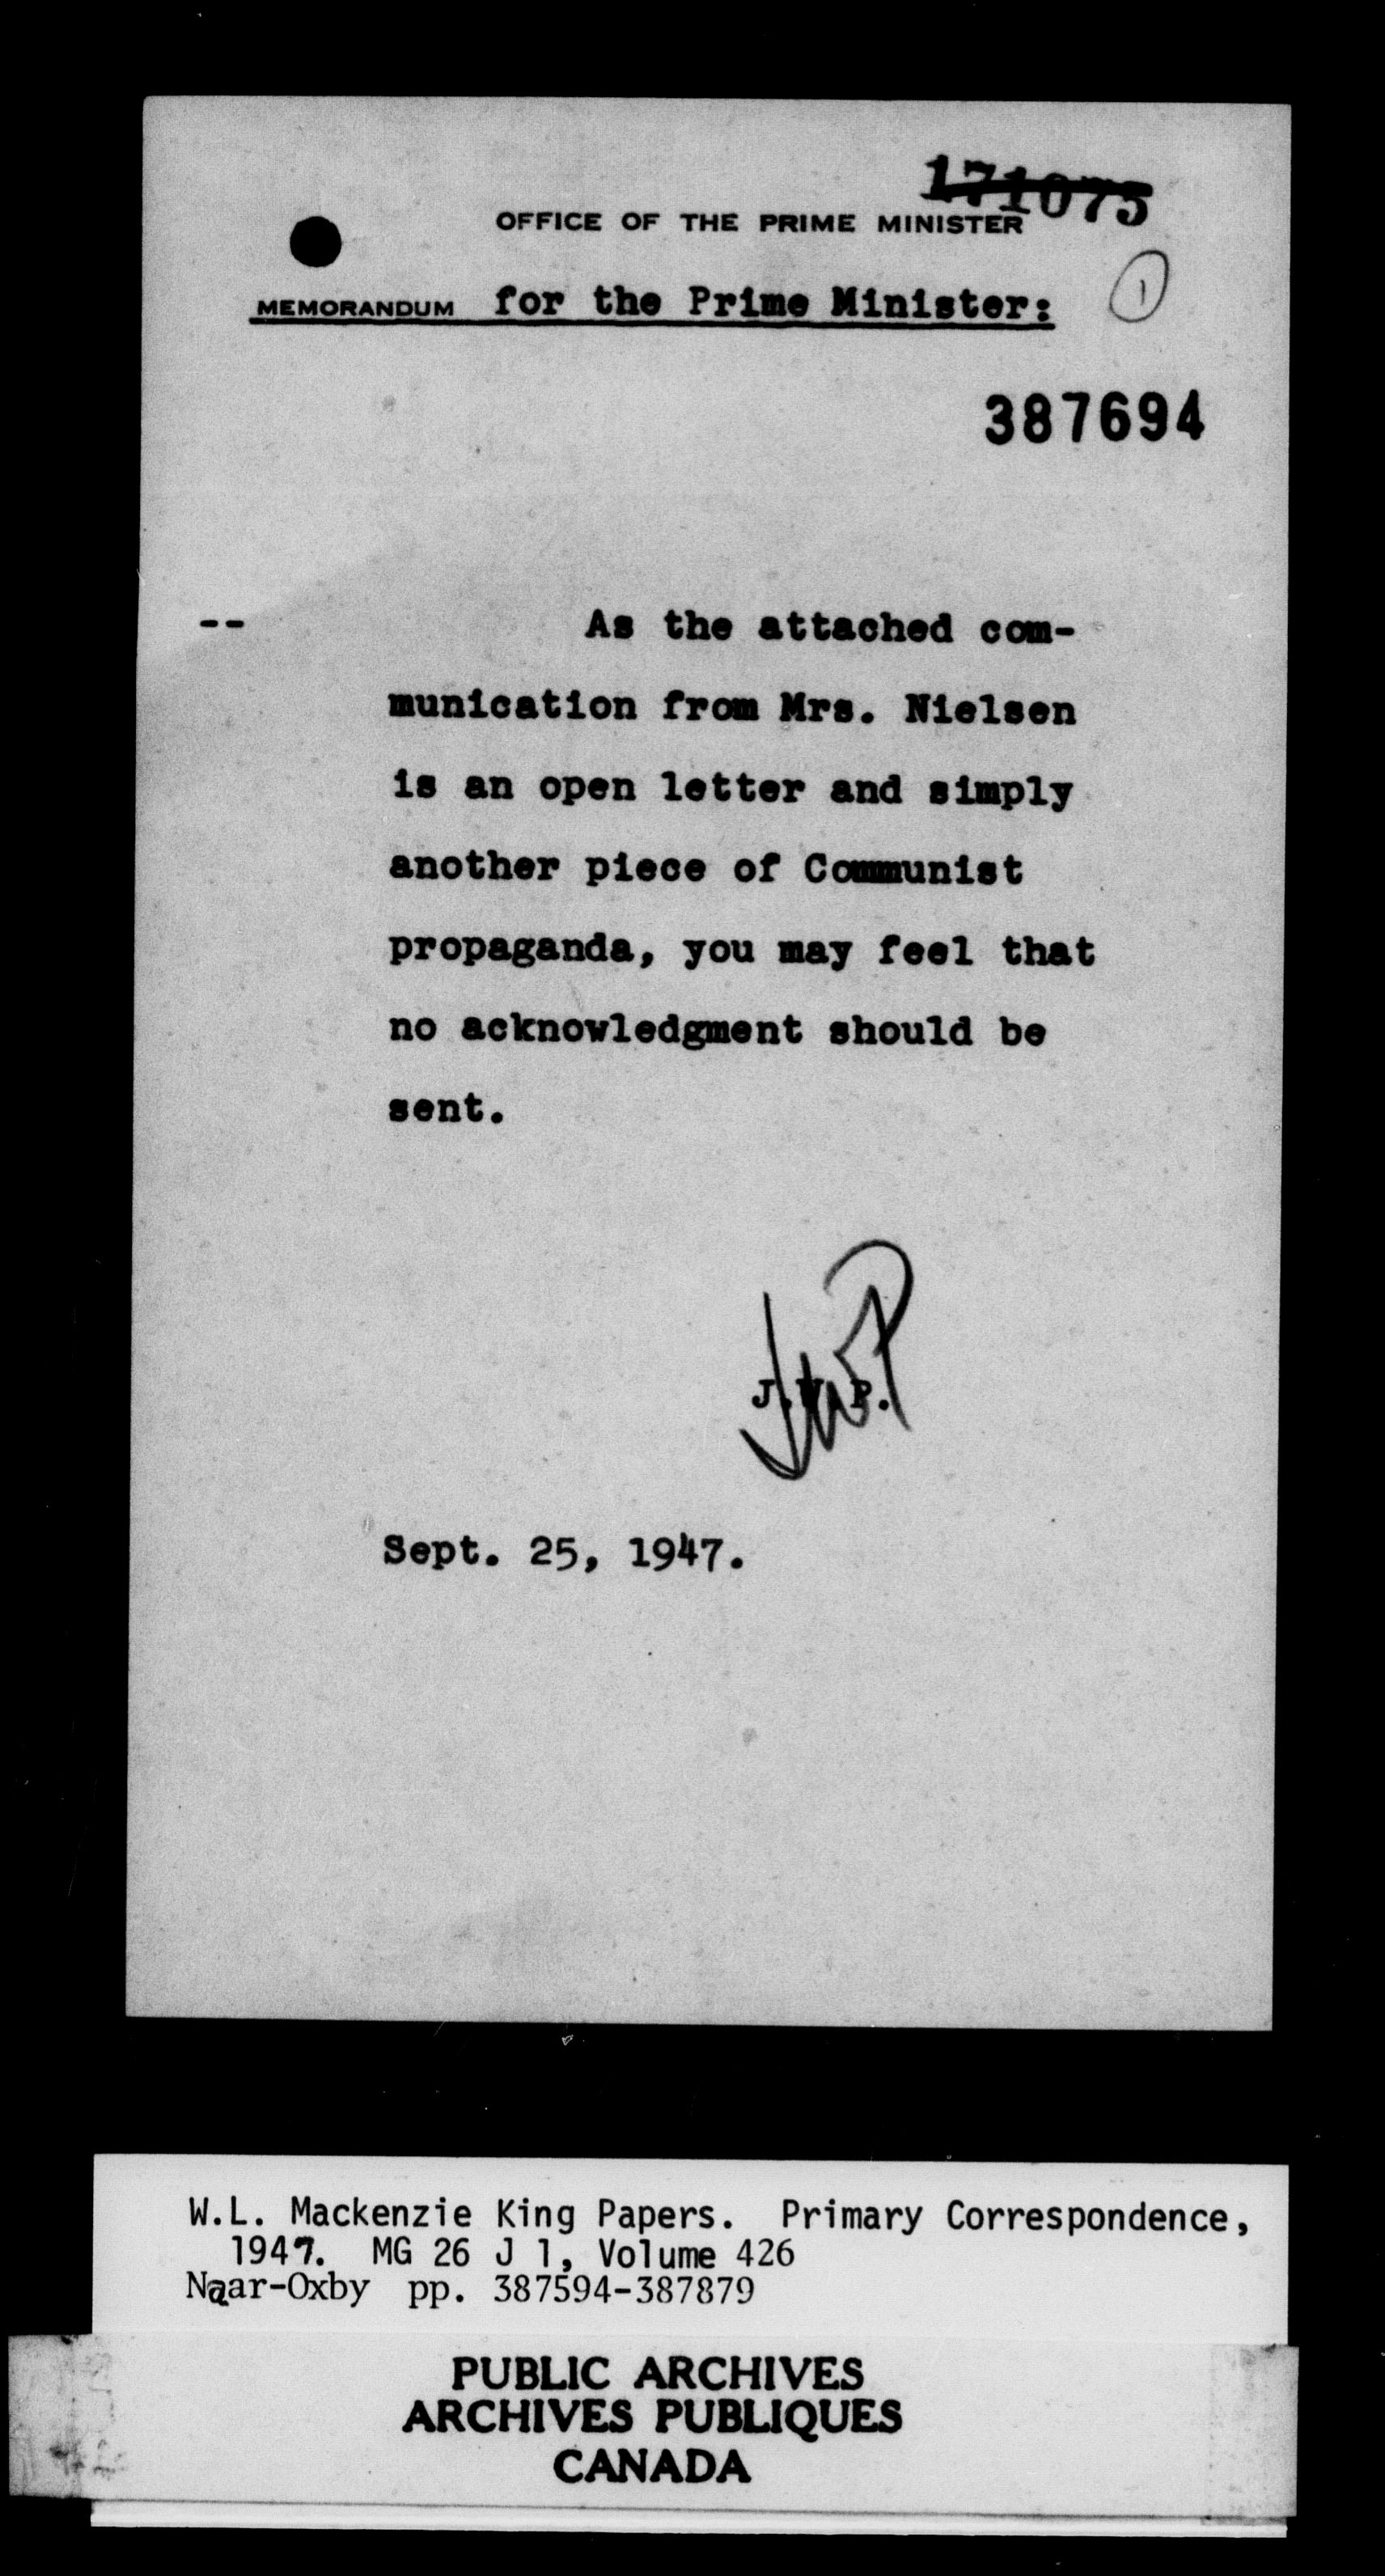 171075
OFFICE OF THE PRIME MINISTER
MEMORANDUM for the Prime Minister:
1
387694
-- As the attached com-
munication from Mrs. Nielsen
is an open letter and simply
another piece of Communist
propaganda, you may feel that
no acknowledgment should be
sent.
JWP
J.W.P.
Sept. 25, 1947.
W.L. Mackenzie King Papers. Primary Correspondence,
1947. MG 26 J 1, Volume 426
Naar-Oxby pp. 387594-387879
PUBLIC ARCHIVES
ARCHIVES PUBLIQUES
CANADA